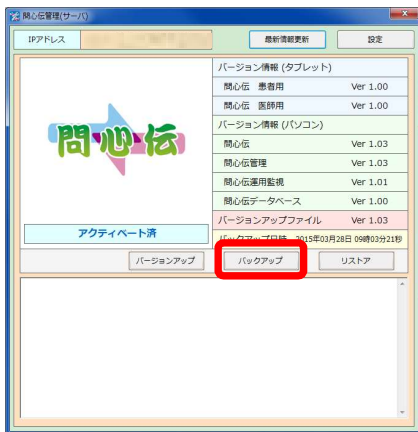 問心伝管理(サーバ)
IPアドレス
最新情報更新
設定
バージョン情報 (タブレット)
問心伝 患者用 Ver 1.00
問心伝 医師用 Ver 1.00
バージョン情報 (パソコン)
問心伝 Ver 1.03
問心伝管理 Ver 1.03
問心伝運用監視 Ver 1.01
問心伝データベース Ver 1.00
バージョンアップファイル Ver 1.03
バックアップ日時 2015年03月28日 09時03分21秒
問心伝
アクティベート済
バージョンアップ
バックアップ
リストア